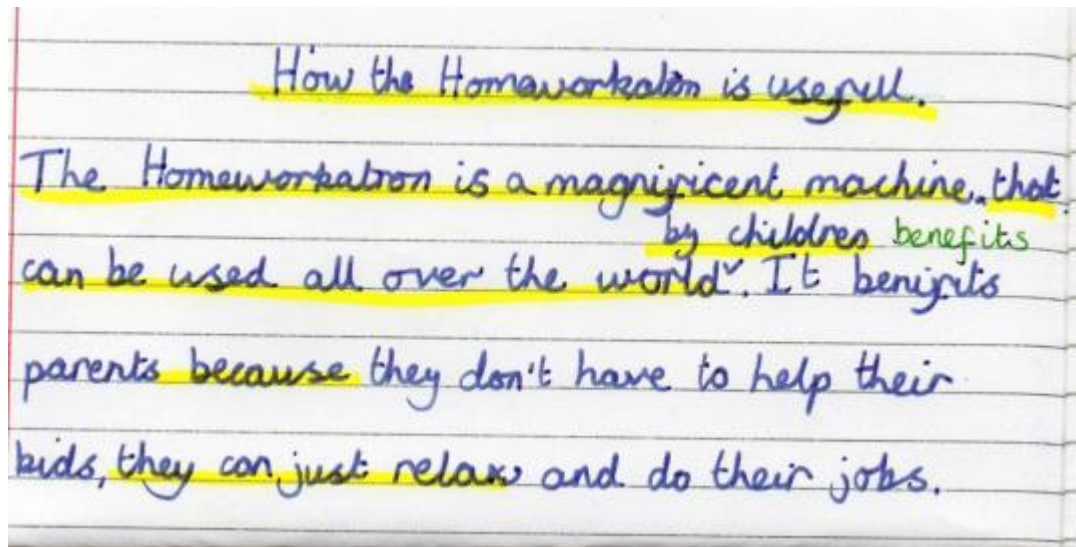 How the Homeworkatron is usefull.
The Homeworkatron is a magnificent machine, that
by children benefits
can be used all over the world. It benifits
parents because they don't have to help their
kids, they can just relax and do their jobs.